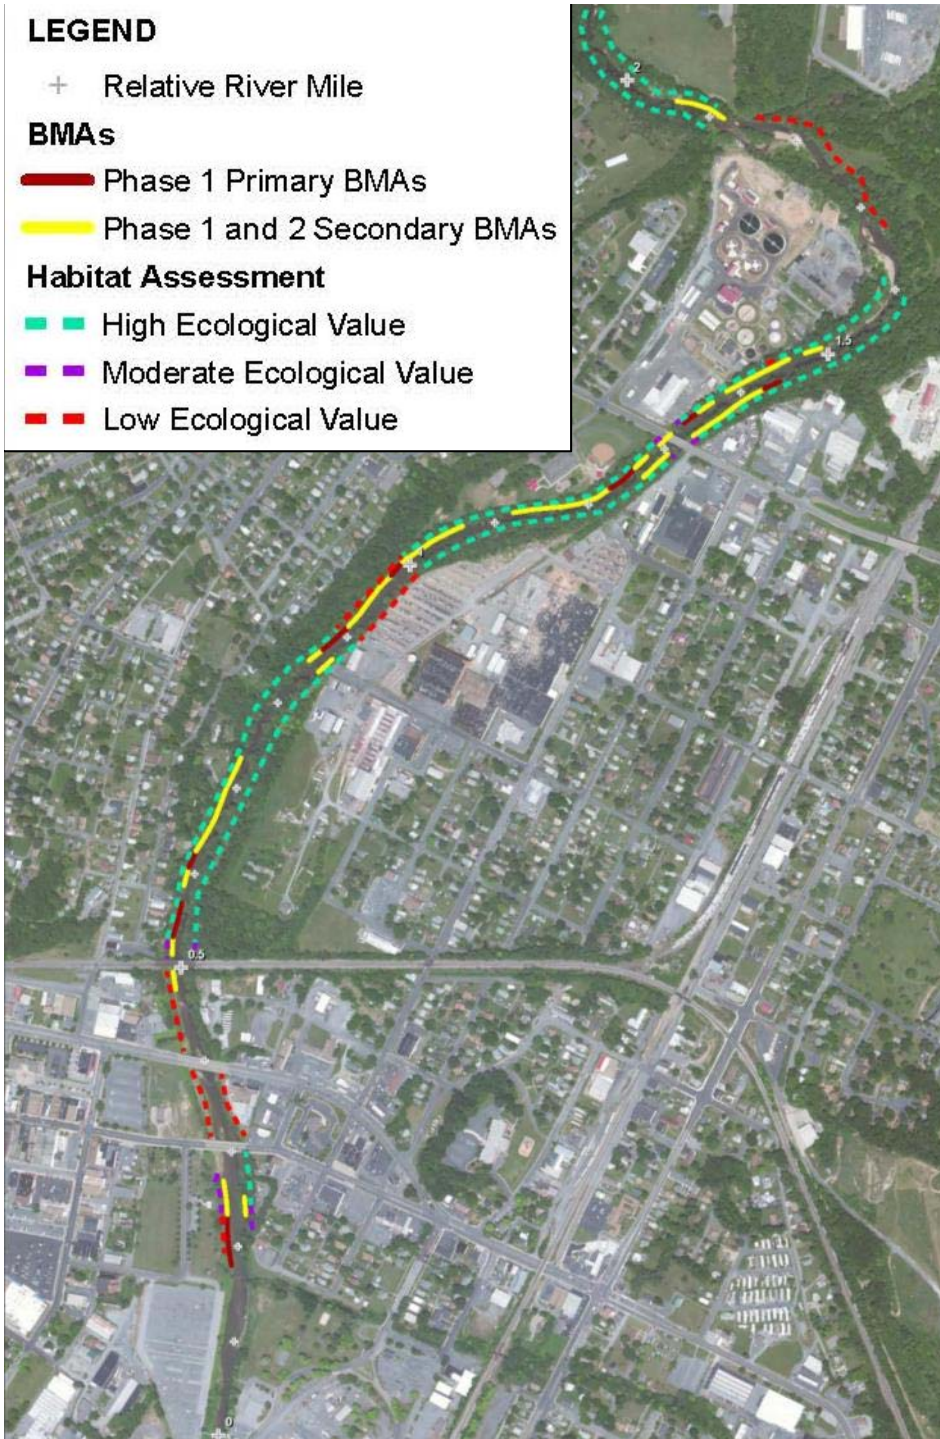 LEGEND
Relative River Mile
BMAs
Phase 1 Primary BMAs
Phase 1 and 2 Secondary BMAs
Habitat Assessment
High Ecological Value
Moderate Ecological Value
Low Ecological Value
2
1.5
1
0.5
0